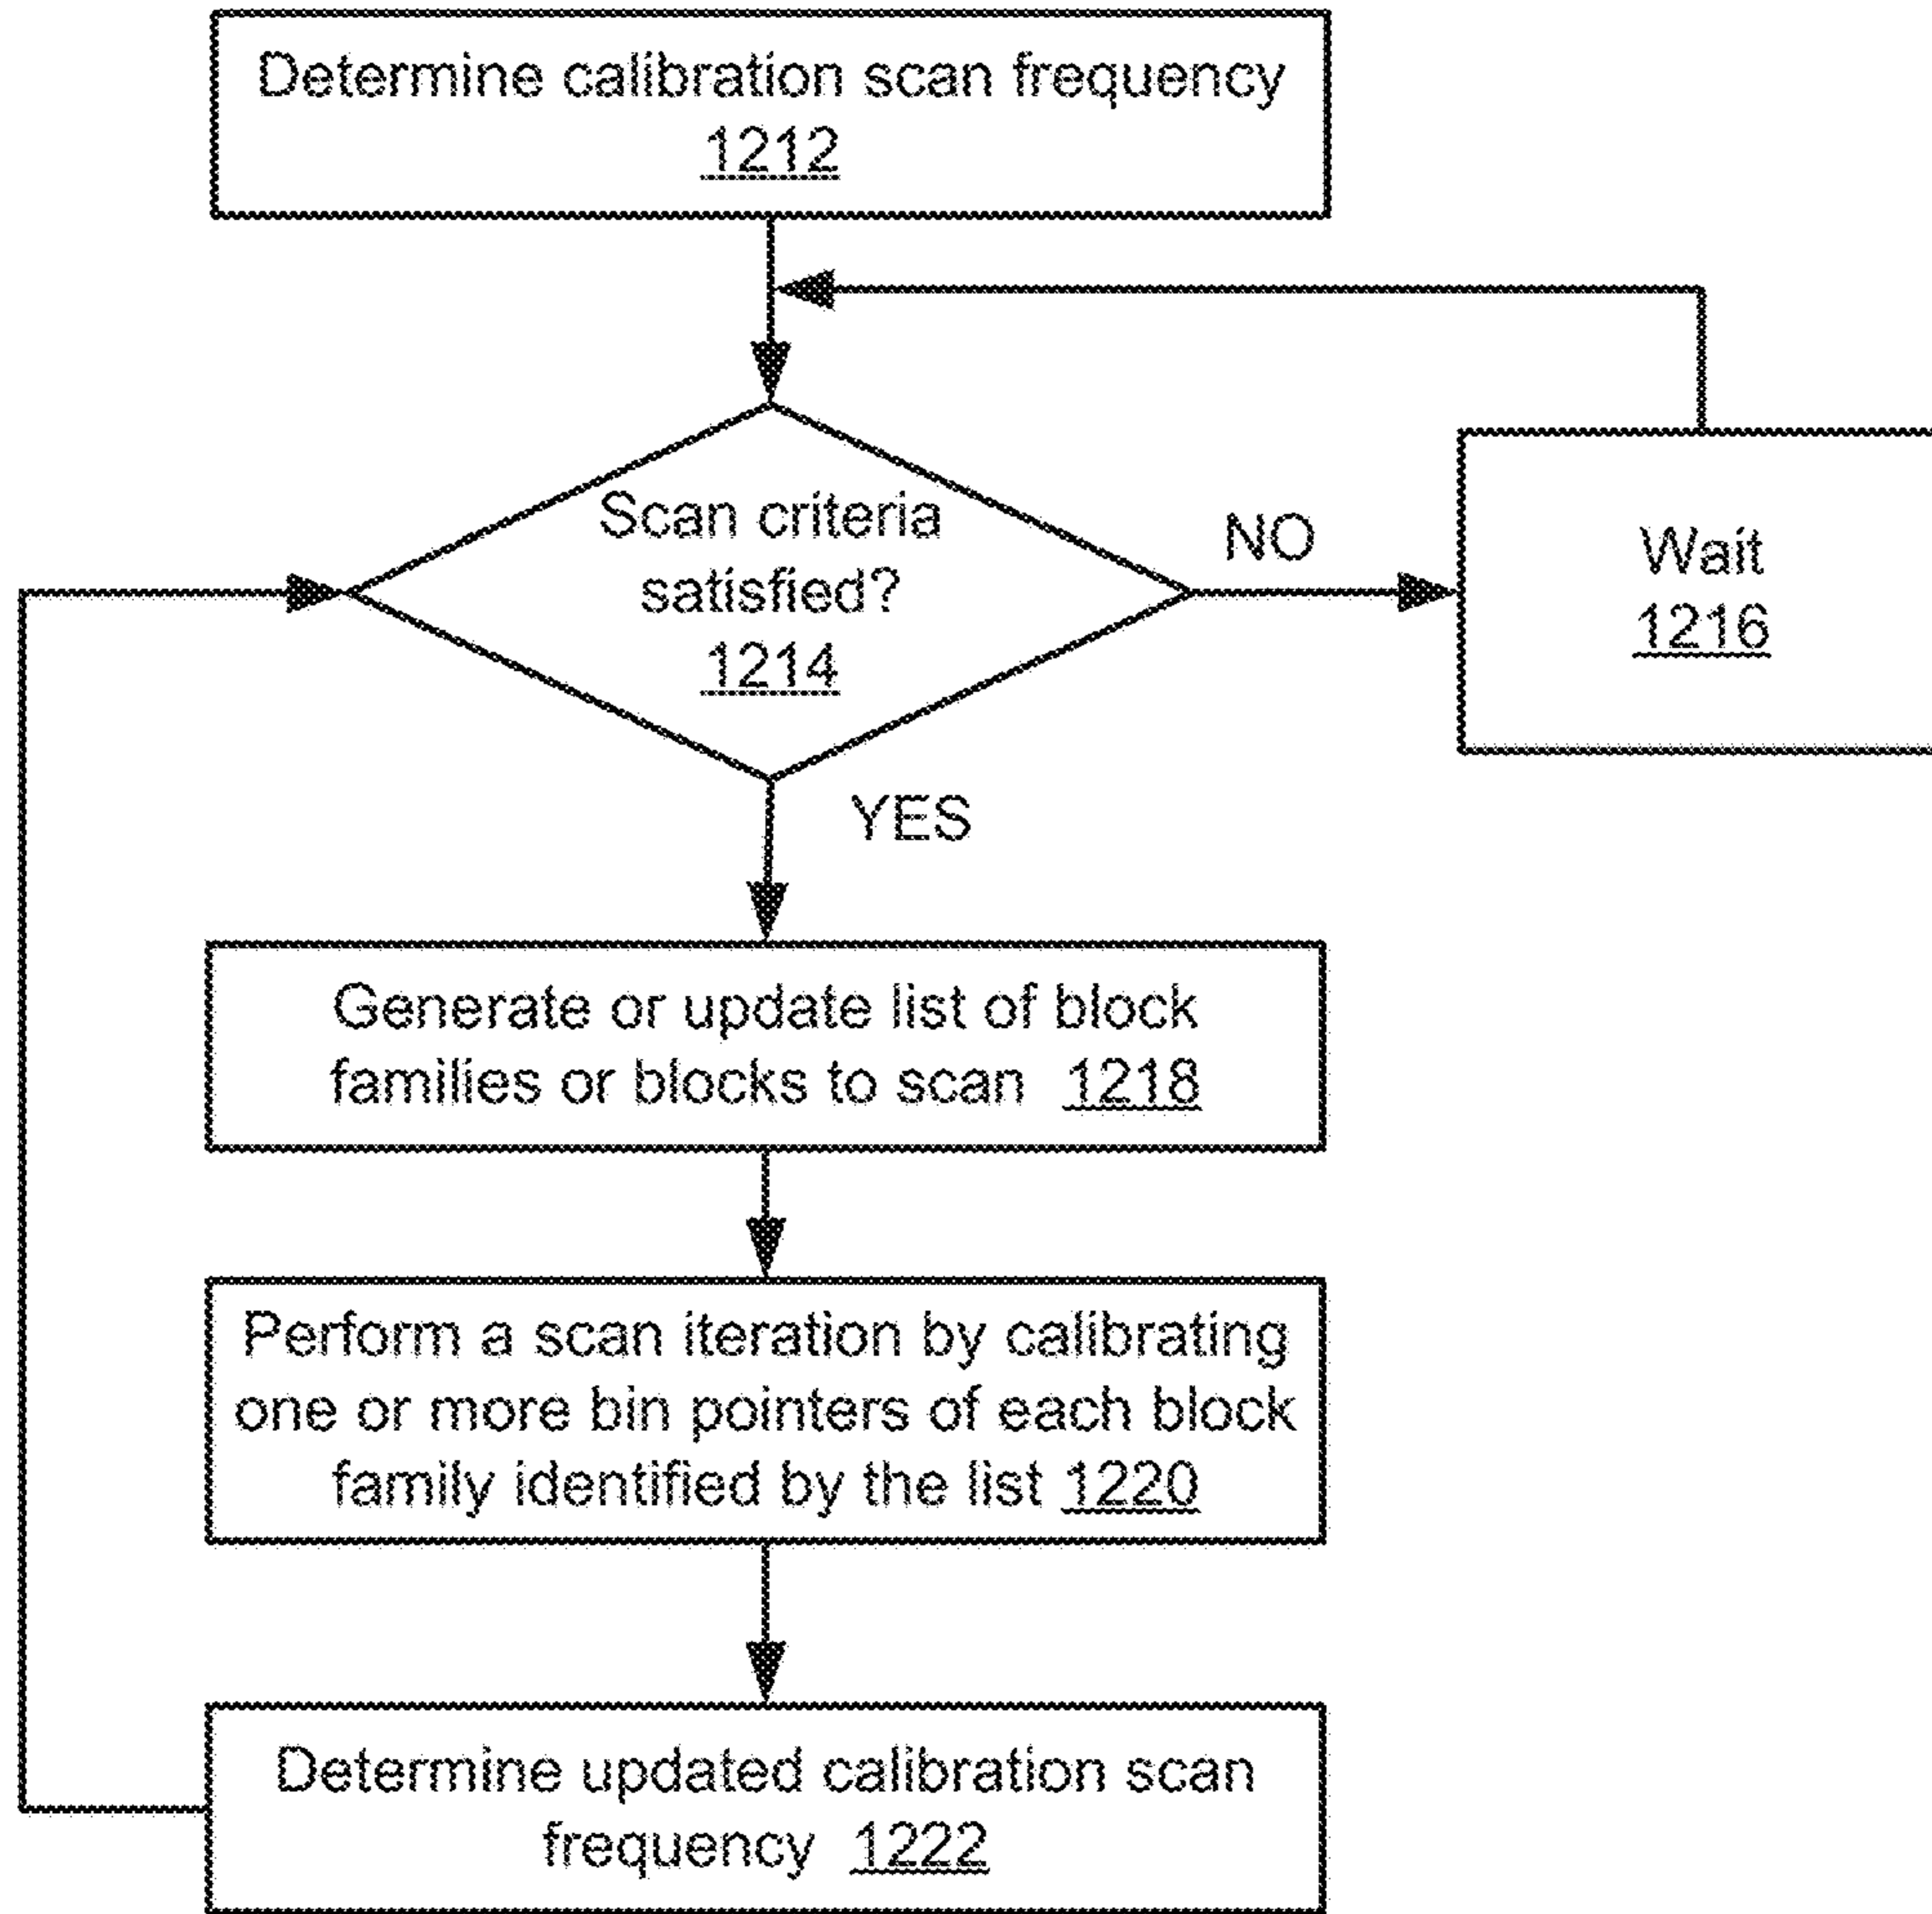 Determine calibration scan frequency
1212
Scan criteria
satisfied?
1214
NO
Wait
1216
YES
Generate or update list of block
families or blocks to scan 1218
Perform a scan iteration by calibrating
one or more bin pointers of each block
family identified by the list 1220
Determine updated calibration scan
frequency 1222